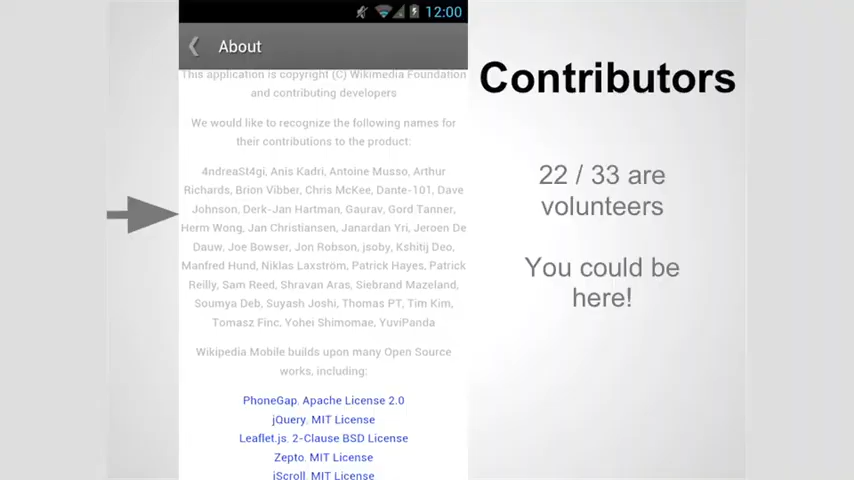 12:00
About
This application is copyright (C) Wikimedia Foundation
and contributing developers
We would like to recognize the following names for
their contributions to the product:
4ndreaSt4gi, Anis Kadri, Antoine Musso, Arthur
Richards, Brion Vibber, Chris McKee, Dante-101, Dave
Johnson, Derk-Jan Hartman, Gaurav, Gord Tanner,
Herm Wong, Jan Christiansen, Janardan Yri, Jeroen De
Dauw, Joe Bowser, Jon Robson, jsoby, Kshitij Deo,
Manfred Hund, Niklas Laxström, Patrick Hayes, Patrick
Reilly, Sam Reed, Shravan Aras, Siebrand Mazeland,
Soumya Deb, Suyash Joshi, Thomas PT, Tim Kim,
Tomasz Finc, Yohei Shimomae, YuviPanda
Wikipedia Mobile builds upon many Open Source
works, including:
PhoneGap, Apache License 2.0
jQuery, MIT License
Leaflet.js, 2-Clause BSD License
Zepto, MIT License
iScroll, MIT License
Contributors
22 / 33 are
volunteers
You could be
here!